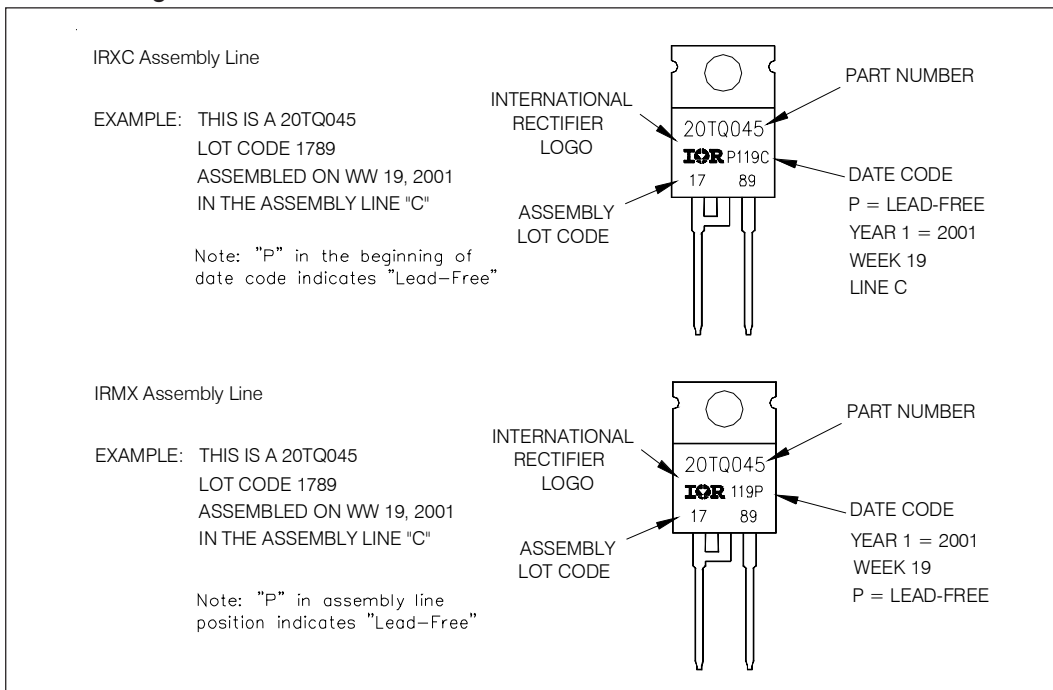 IRXC Assembly Line
EXAMPLE: THIS IS A 20TQ045
LOT CODE 1789
ASSEMBLED ON WW 19, 2001
IN THE ASSEMBLY LINE "C"
Note: "P" in the beginning of
date code indicates "Lead-Free"
INTERNATIONAL
RECTIFIER
LOGO
ASSEMBLY
LOT CODE
20TQ045
IOR P119C
17 89
PART NUMBER
DATE CODE
P = LEAD-FREE
YEAR 1 = 2001
WEEK 19
LINE C
IRMX Assembly Line
EXAMPLE: THIS IS A 20TQ045
LOT CODE 1789
ASSEMBLED ON WW 19, 2001
IN THE ASSEMBLY LINE "C"
Note: "P" in assembly line
position indicates "Lead-Free"
INTERNATIONAL
RECTIFIER
LOGO
ASSEMBLY
LOT CODE
20TQ045
IOR 119P
17 89
PART NUMBER
DATE CODE
YEAR 1 = 2001
WEEK 19
P = LEAD-FREE